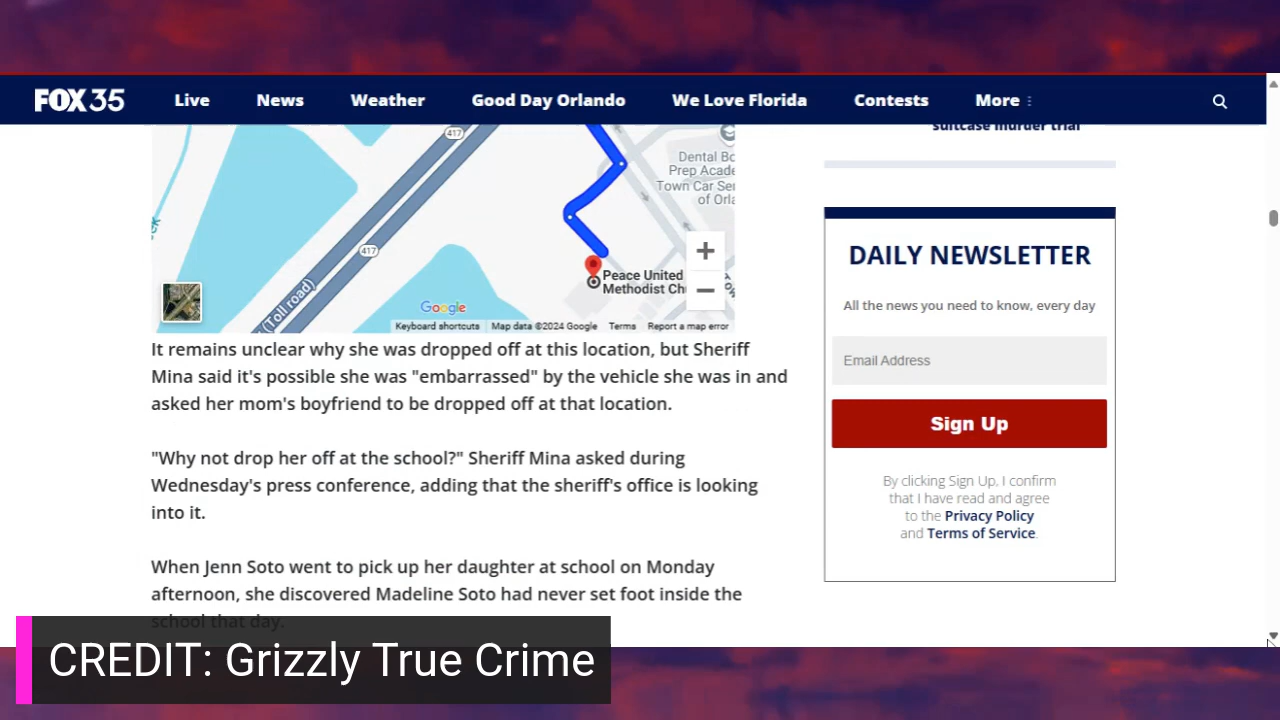 FOX 35
Live
News
Weather
Good Day Orlando
We Love Florida
Contests
More
suitcase murder trial
417
417
(Toll road)
Dental Bo
Prep Acade
Town Car Ser
of Orla
Peace United
Methodist Ch
Google
Keyboard shortcuts
Map data ©2024 Google
Terms
Report a map error
It remains unclear why she was dropped off at this location, but Sheriff
Mina said it's possible she was "embarrassed" by the vehicle she was in and
asked her mom's boyfriend to be dropped off at that location.
"Why not drop her off at the school?" Sheriff Mina asked during
Wednesday's press conference, adding that the sheriff's office is looking
into it.
When Jenn Soto went to pick up her daughter at school on Monday
afternoon, she discovered Madeline Soto had never set foot inside the
school that day.
DAILY NEWSLETTER
All the news you need to know, every day
Email Address
Sign Up
By clicking Sign Up, I confirm
that I have read and agree
to the Privacy Policy
and Terms of Service.
CREDIT: Grizzly True Crime